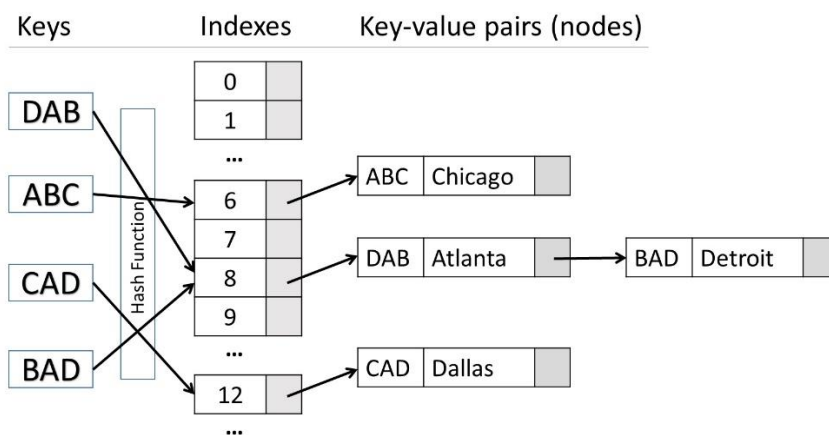 Keys Indexes Key-value pairs (nodes)
0
DAB
1
...
ABC Chicago
ABC
6
Hash Function
7
DAB Atlanta BAD Detroit
CAD
8
9
...
BAD
CAD Dallas
12
...